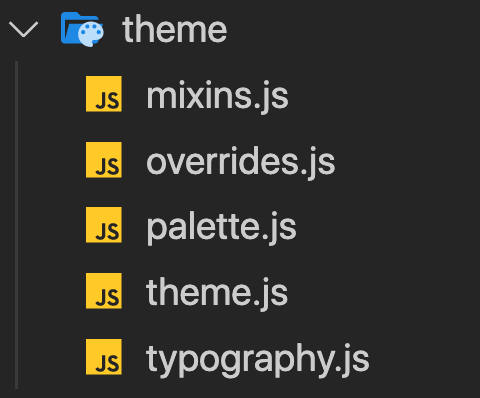 theme
JS mixins.js
JS overrides.js
JS palette.js
JS theme.js
JS typography.js